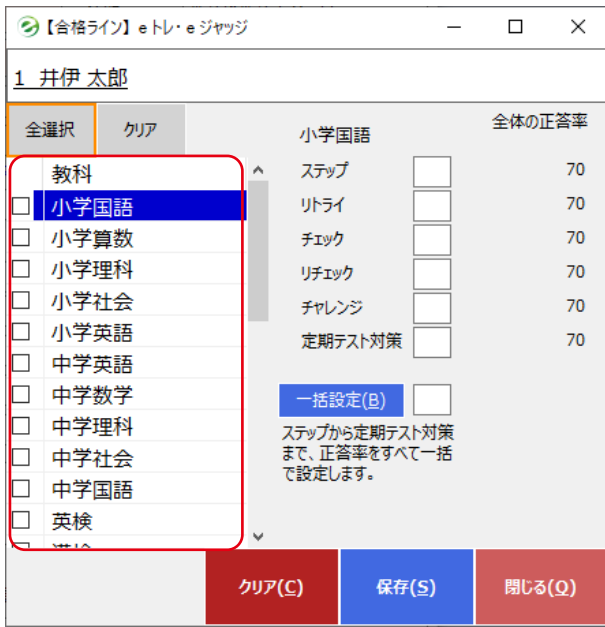 【合格ライン】eトレ・eジャッジ
1 井伊 太郎
全選択 クリア
教科
小学国語
小学算数
小学理科
小学社会
小学英語
中学英語
中学数学
中学理科
中学社会
中学国語
英検
小学国語 全体の正答率
ステップ 70
リトライ 70
チェック 70
リチェック 70
チャレンジ 70
定期テスト対策 70
一括設定(B)
ステップから定期テスト対策
まで、正答率をすべて一括
で設定します。
クリア(C) 保存(S) 閉じる(Q)